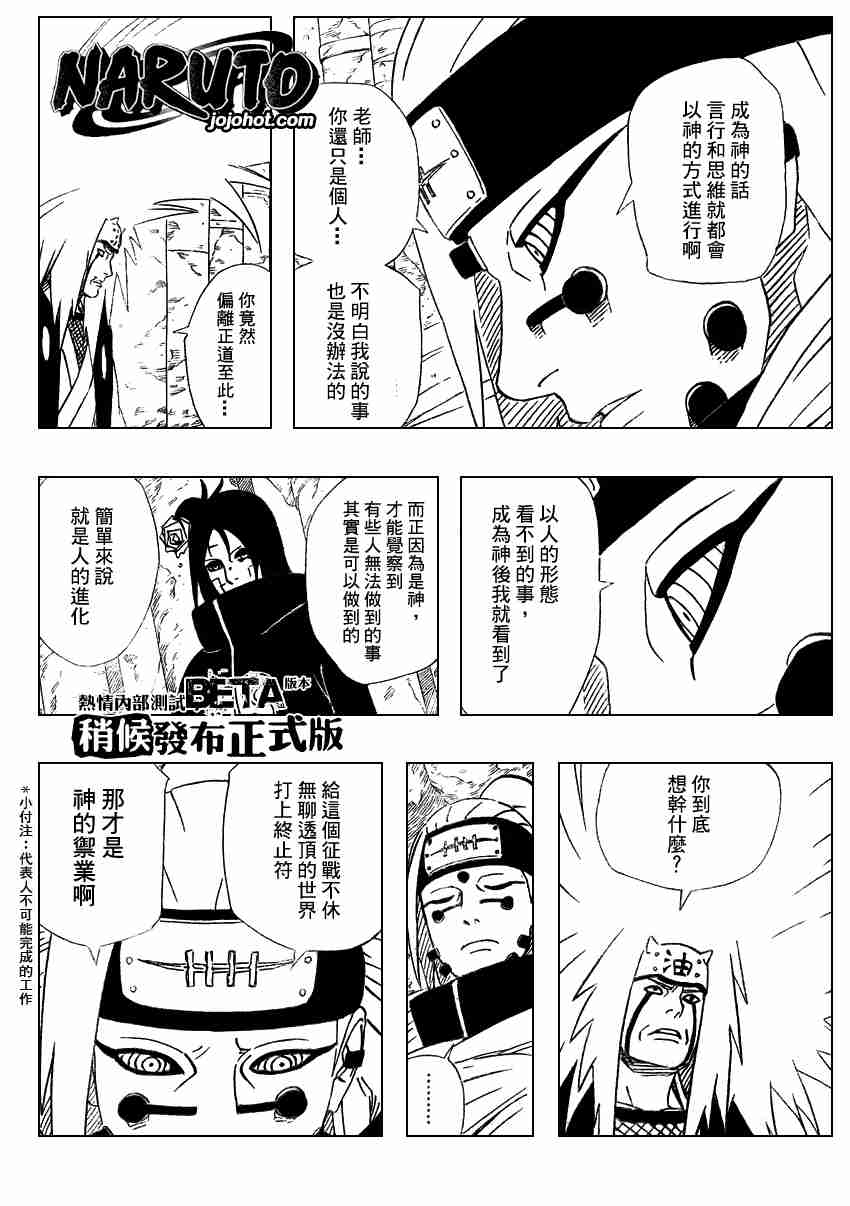 NARUTO
jojohot.com
成為神的話
言行和思維就都會
以神的方式進行啊
老師…
你還只是個人…
不明白我說的事
也是沒辦法的
你竟然
偏離正道至此…
以人的形態
看不到的事，
成為神後我就看到了
而正因為是神，
才能覺察到
有些人無法做到的事
其實是可以做到的
簡單來說
就是人的進化
熱情內部測試BETA版本
稍候發布正式版
你到底
想幹什麼？
油
………
給這個征戰不休
無聊透頂的世界
打上終止符
那才是
神的禦業啊
＊小付注：代表人不可能完成的工作